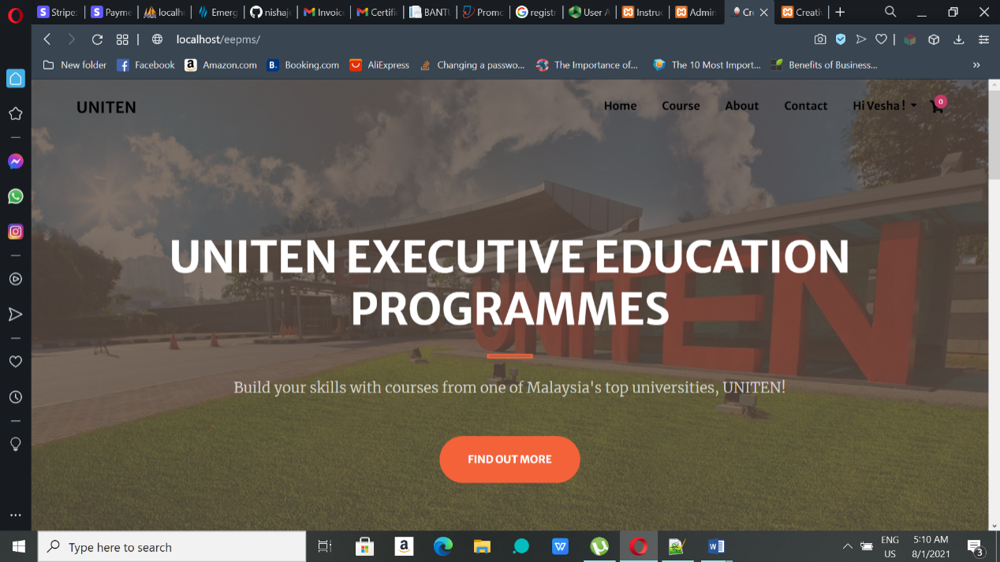 Stripe:
Payme
localh
Emerg
nishaj
Invoic
Certifi
BANTU
Promo
registr
User A
Instruc
Admin
Cre
Creativ
localhost/eepms/
New folder
Facebook
Amazon.com
Booking.com
AliExpress
Changing a passwo...
The Importance of...
The 10 Most Import...
Benefits of Business...
UNITEN
Home
Course
About
Contact
Hi Vesha !
0
UNITEN EXECUTIVE EDUCATION
PROGRAMMES
UNITEN
Build your skills with courses from one of Malaysia's top universities, UNITEN!
FIND OUT MORE
Type here to search
ENG
US
5:10 AM
8/1/2021
3